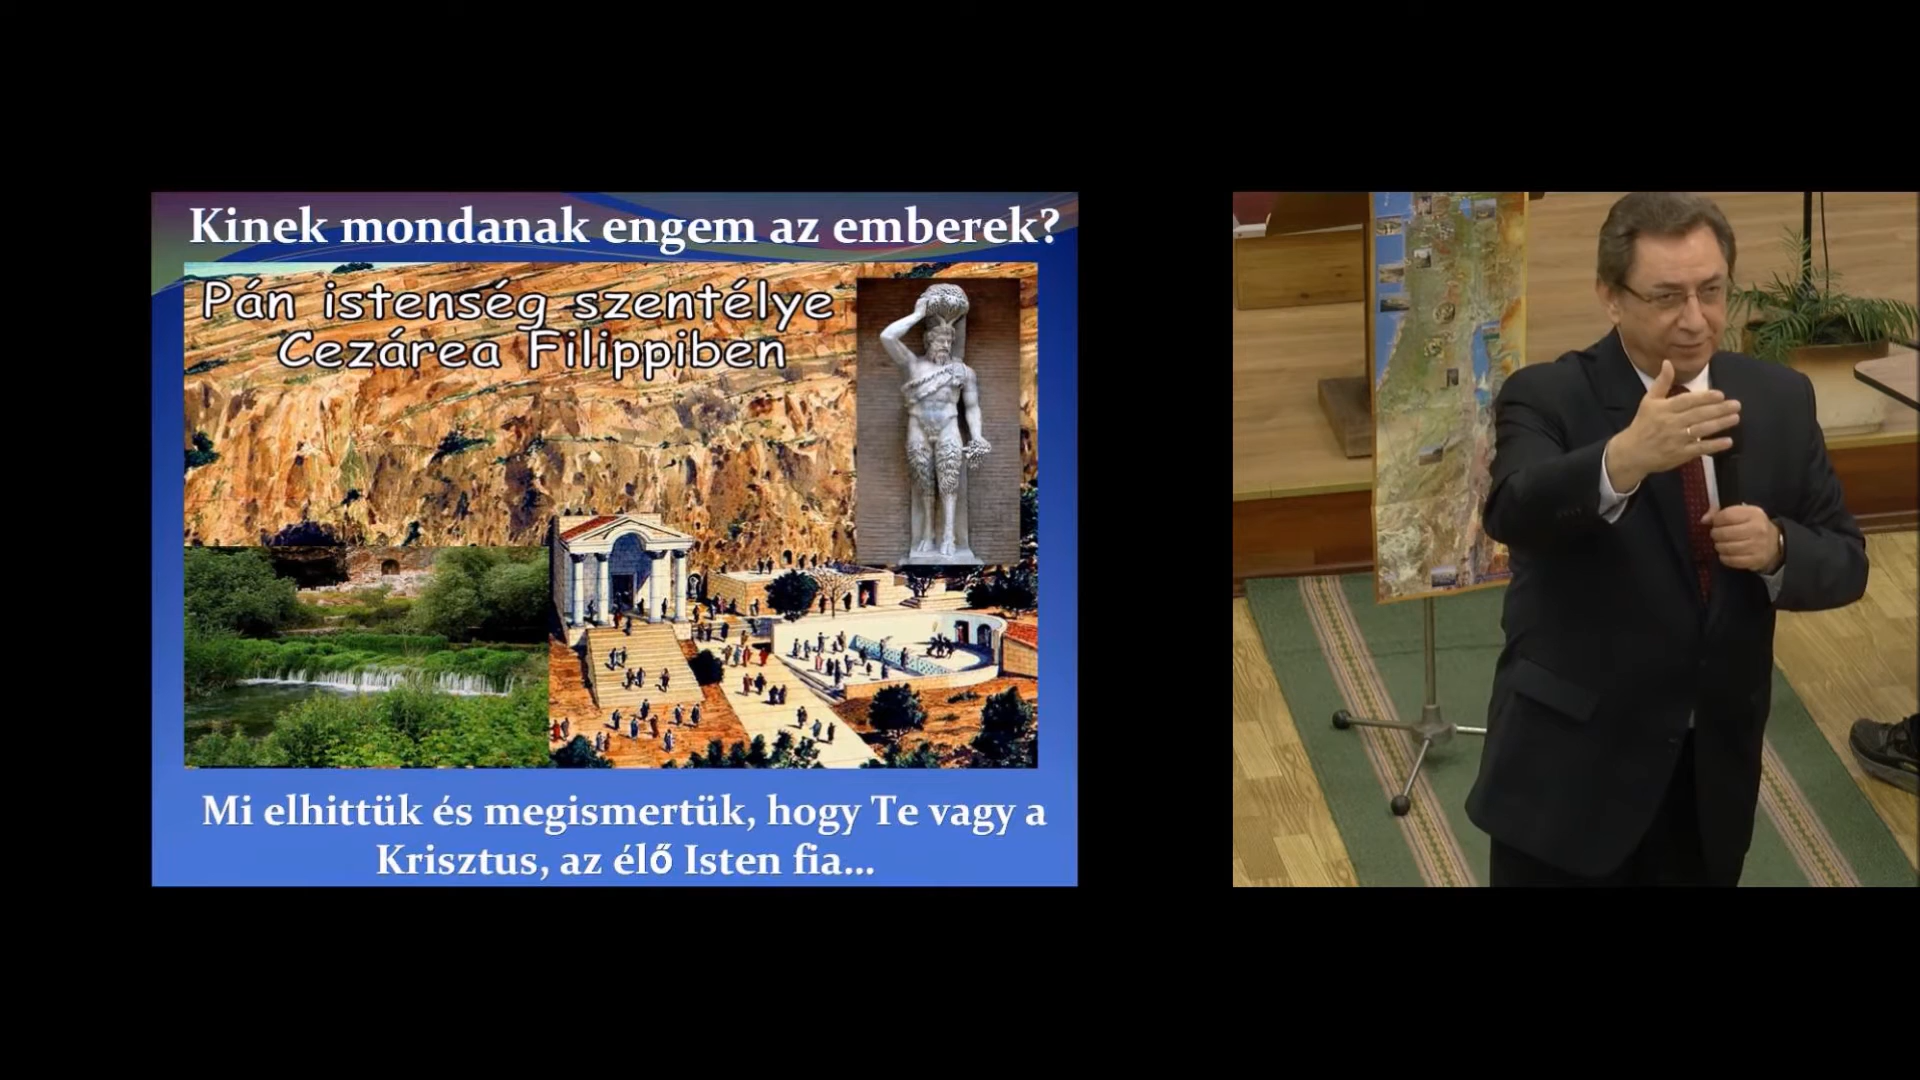 Kinek mondanak engem az emberek?
Pán istenség szentélye
Cezárea Filippiben
Mi elhittük és megismertük, hogy Te vagy a
Krisztus, az élő Isten fia...